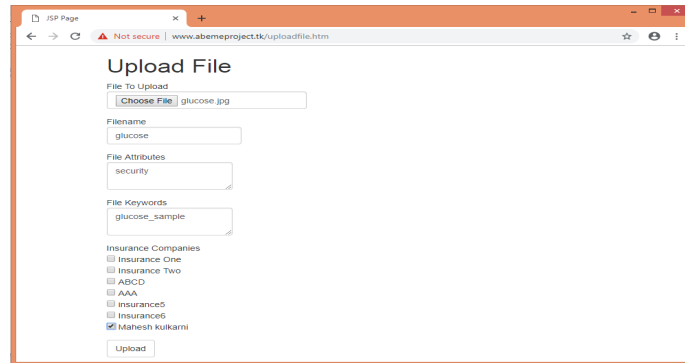 JSP Page
Not secure | www.abemeproject.tk/uploadfile.htm
Upload File
File To Upload
Choose File glucose.jpg
Filename
glucose
File Attributes
security
File Keywords
glucose_sample
Insurance Companies
Insurance One
Insurance Two
ABCD
AAA
insurance5
Insurance6
Mahesh kulkarni
Upload